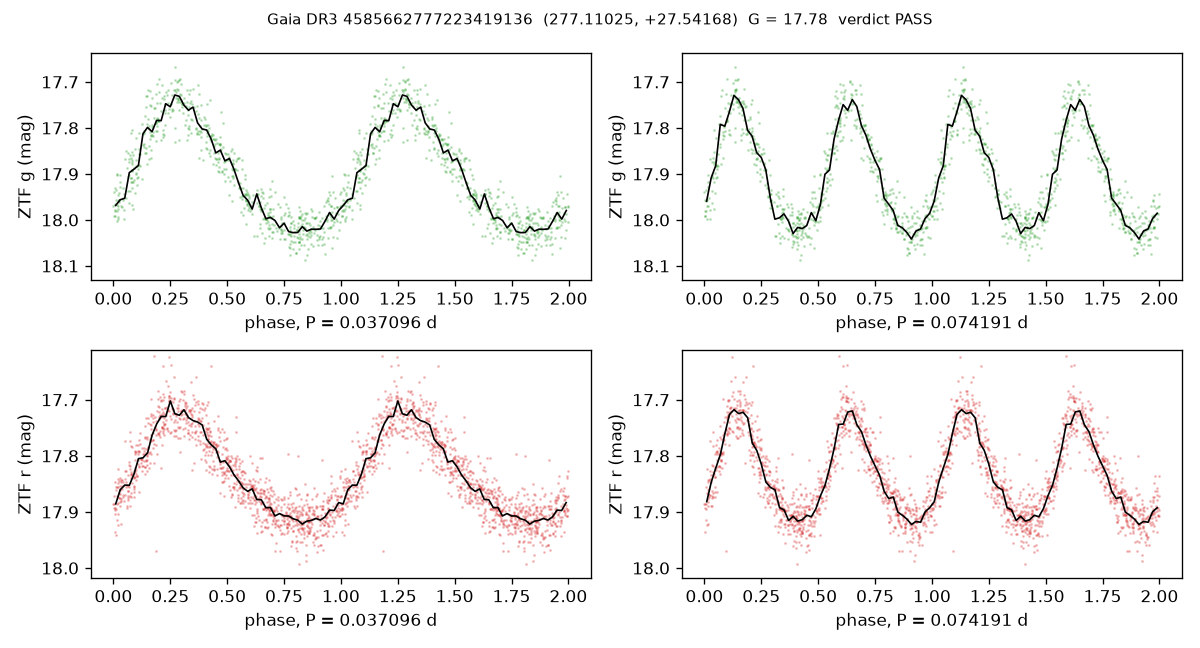 Gaia DR3 4585662777223419136 (277.11025, +27.54168) G = 17.78 verdict PASS
ZTF g (mag)
17.7
17.8
17.9
18.0
18.1
0.00 0.25 0.50 0.75 1.00 1.25 1.50 1.75 2.00
phase, P = 0.037096 d
ZTF g (mag)
17.7
17.8
17.9
18.0
18.1
0.00 0.25 0.50 0.75 1.00 1.25 1.50 1.75 2.00
phase, P = 0.074191 d
ZTF r (mag)
17.7
17.8
17.9
18.0
0.00 0.25 0.50 0.75 1.00 1.25 1.50 1.75 2.00
phase, P = 0.037096 d
ZTF r (mag)
17.7
17.8
17.9
18.0
0.00 0.25 0.50 0.75 1.00 1.25 1.50 1.75 2.00
phase, P = 0.074191 d